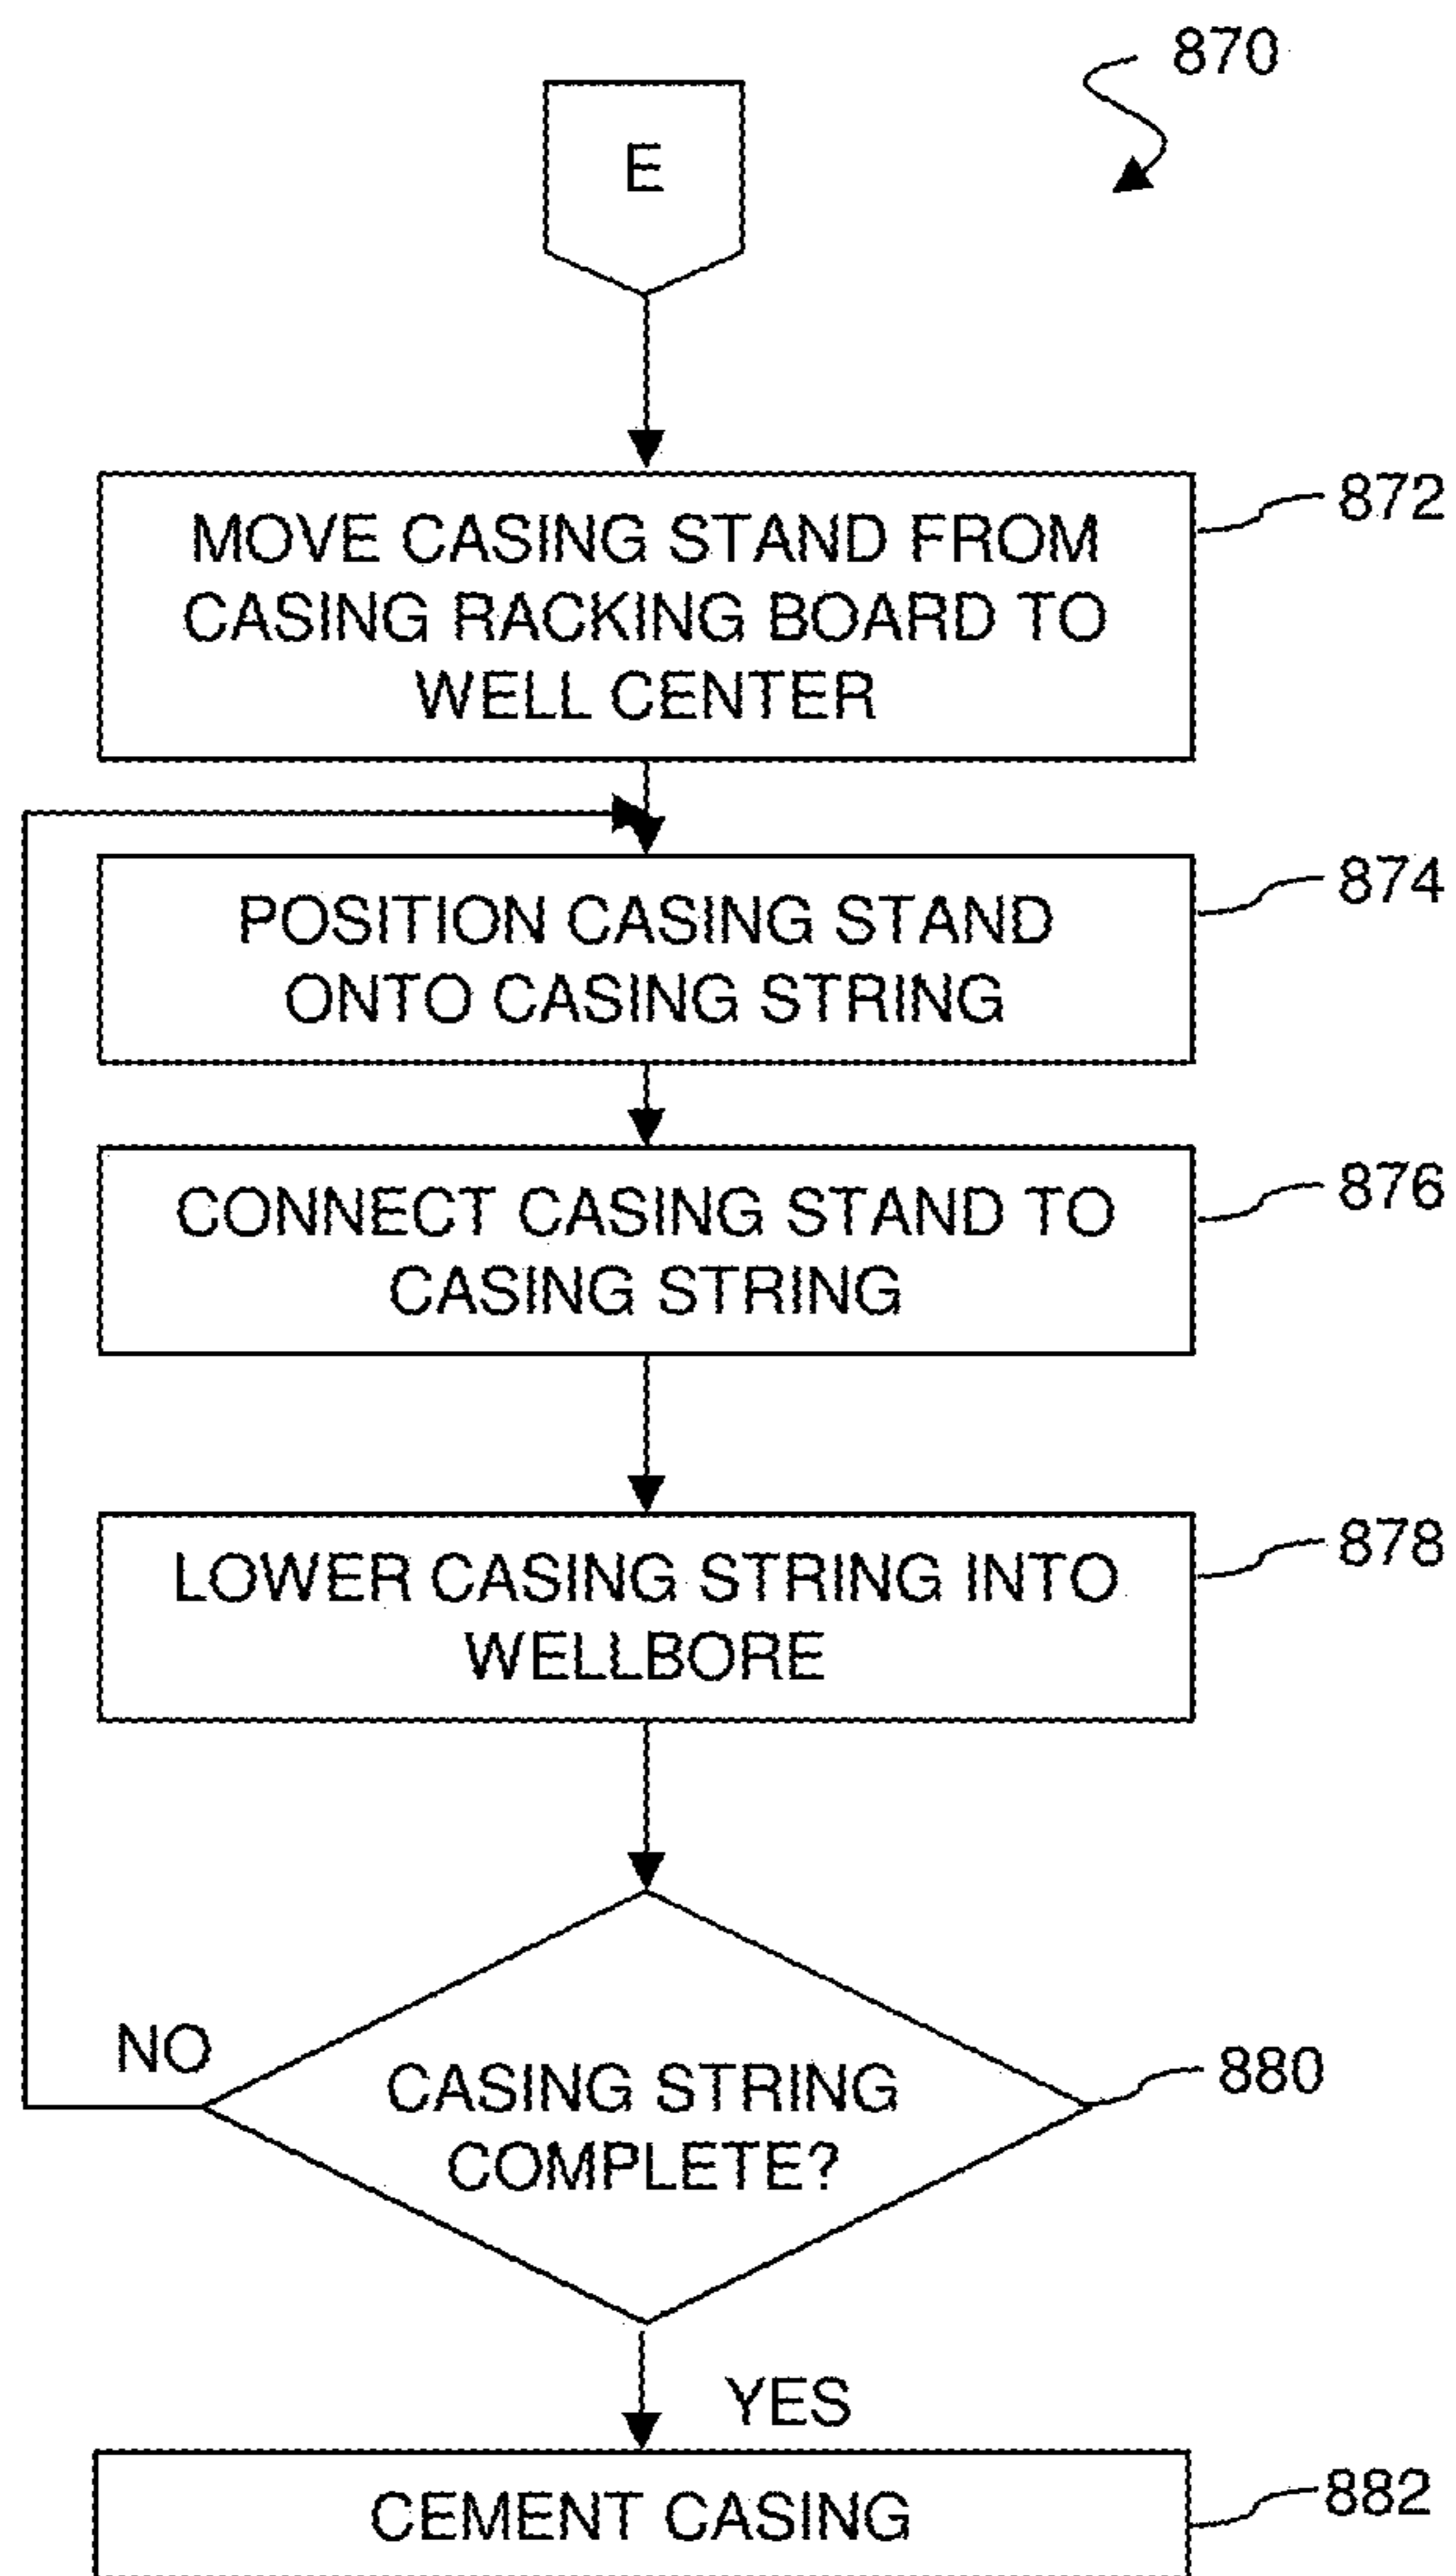 870
E
MOVE CASING STAND FROM
CASING RACKING BOARD TO
WELL CENTER
872
POSITION CASING STAND
ONTO CASING STRING
874
CONNECT CASING STAND TO
CASING STRING
876
LOWER CASING STRING INTO
WELLBORE
878
NO
CASING STRING
COMPLETE?
880
YES
CEMENT CASING
882